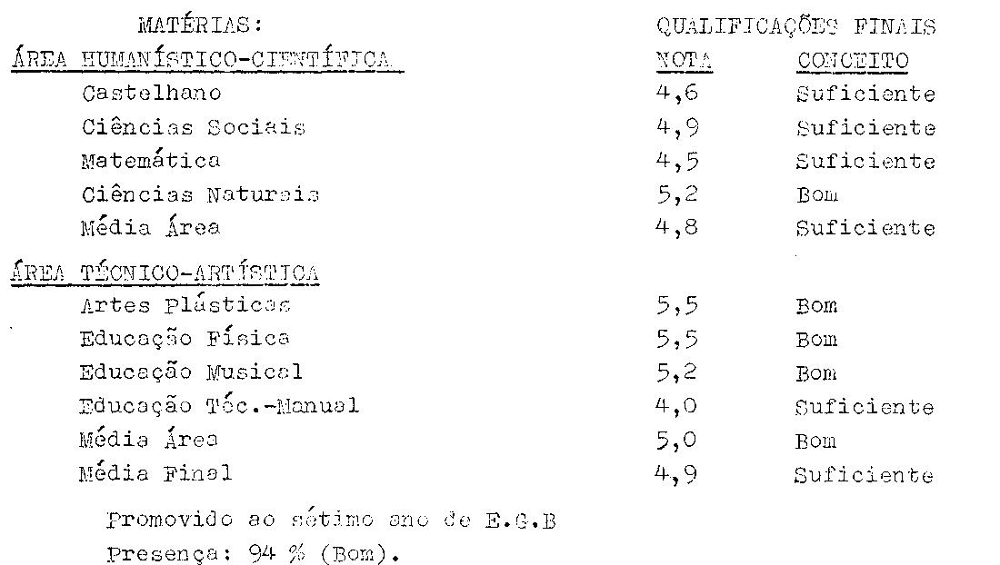 MATÉRIAS: QUALIFICAÇÕES FINAIS
ÁREA HUMANÍSTICO-CIENTÍFICA NOTA CONCEITO
Castelhano 4,6 Suficiente
Ciências Sociais 4,9 Suficiente
Matemática 4,5 Suficiente
Ciências Naturais 5,2 Bom
Média Área 4,8 Suficiente
ÁREA TÉCNICO-ARTÍSTICA
Artes Plásticas 5,5 Bom
Educação Física 5,5 Bom
Educação Musical 5,2 Bom
Educação Téc.-Manual 4,0 Suficiente
Média Área 5,0 Bom
Média Final 4,9 Suficiente
Promovido ao sétimo ano de E.G.B
Presença: 94 % (Bom).